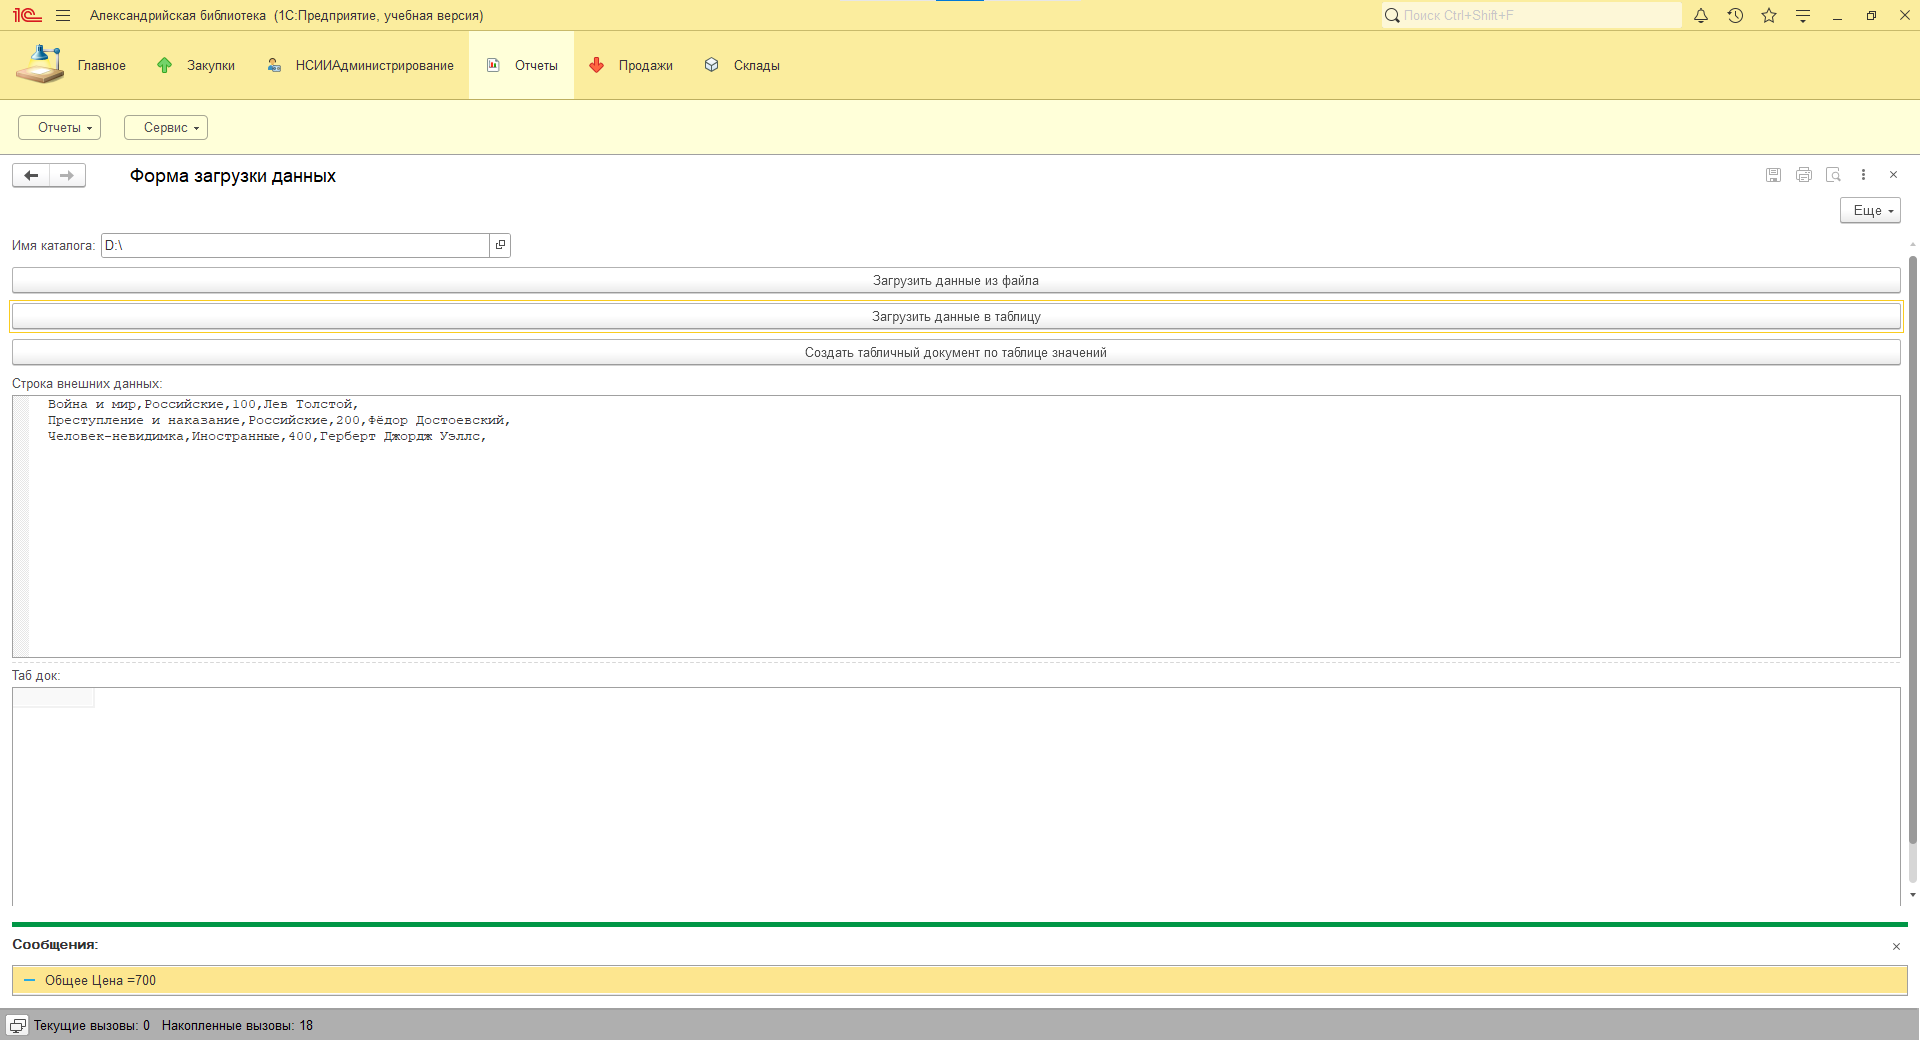 1С Александрийская библиотека (1С:Предприятие, учебная версия) Поиск Ctrl+Shift+F
Главное Закупки НСИИАдминистрирование Отчеты Продажи Склады
Отчеты Сервис
Форма загрузки данных
Еще
Имя каталога: D:\
Загрузить данные из файла
Загрузить данные в таблицу
Создать табличный документ по таблице значений
Строка внешних данных:
Война и мир,Российские,100,Лев Толстой,
Преступление и наказание,Российские,200,Фёдор Достоевский,
Человек-невидимка,Иностранные,400,Герберт Джордж Уэллс,
Таб док:
Сообщения:
Общее Цена =700
Текущие вызовы: 0 Накопленные вызовы: 18